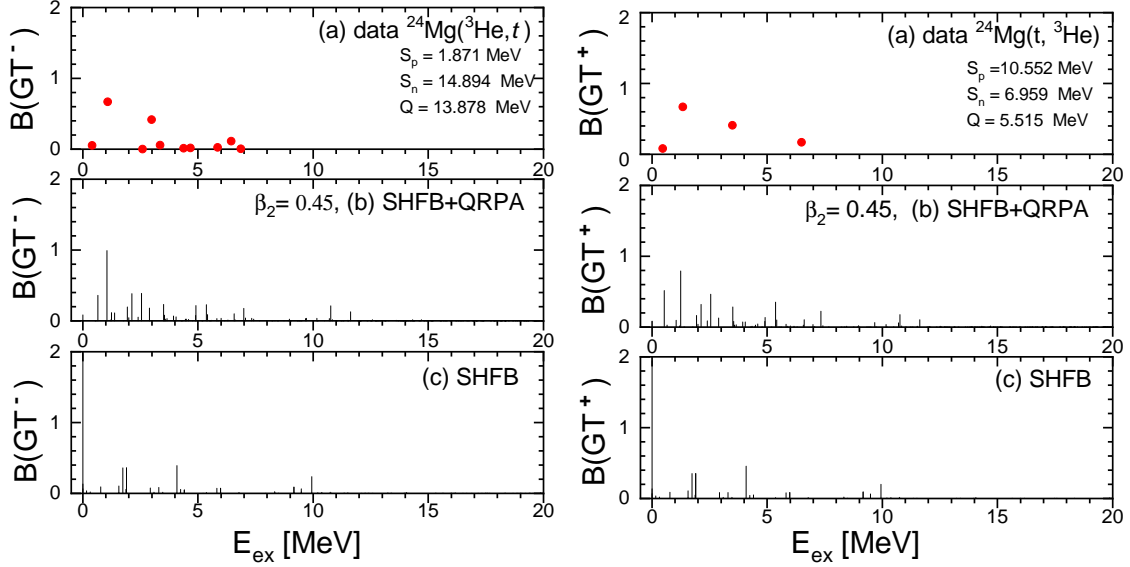 2
(a) data ²⁴Mg(³He,t)
S_p = 1.871 MeV
S_n = 14.894 MeV
Q = 13.878 MeV
B(GT⁻)
1
0
0 5 10 15 20
2
β₂= 0.45, (b) SHFB+QRPA
B(GT⁻)
1
0
0 5 10 15 20
2
(c) SHFB
B(GT⁻)
1
0
0 5 10 15 20
E_ex [MeV]
2
(a) data ²⁴Mg(t, ³He)
S_p =10.552 MeV
S_n = 6.959 MeV
Q = 5.515 MeV
B(GT⁺)
1
0
0 5 10 15 20
2
β₂= 0.45, (b) SHFB+QRPA
B(GT⁺)
1
0
0 5 10 15 20
2
(c) SHFB
B(GT⁺)
1
0
0 5 10 15 20
E_ex [MeV]